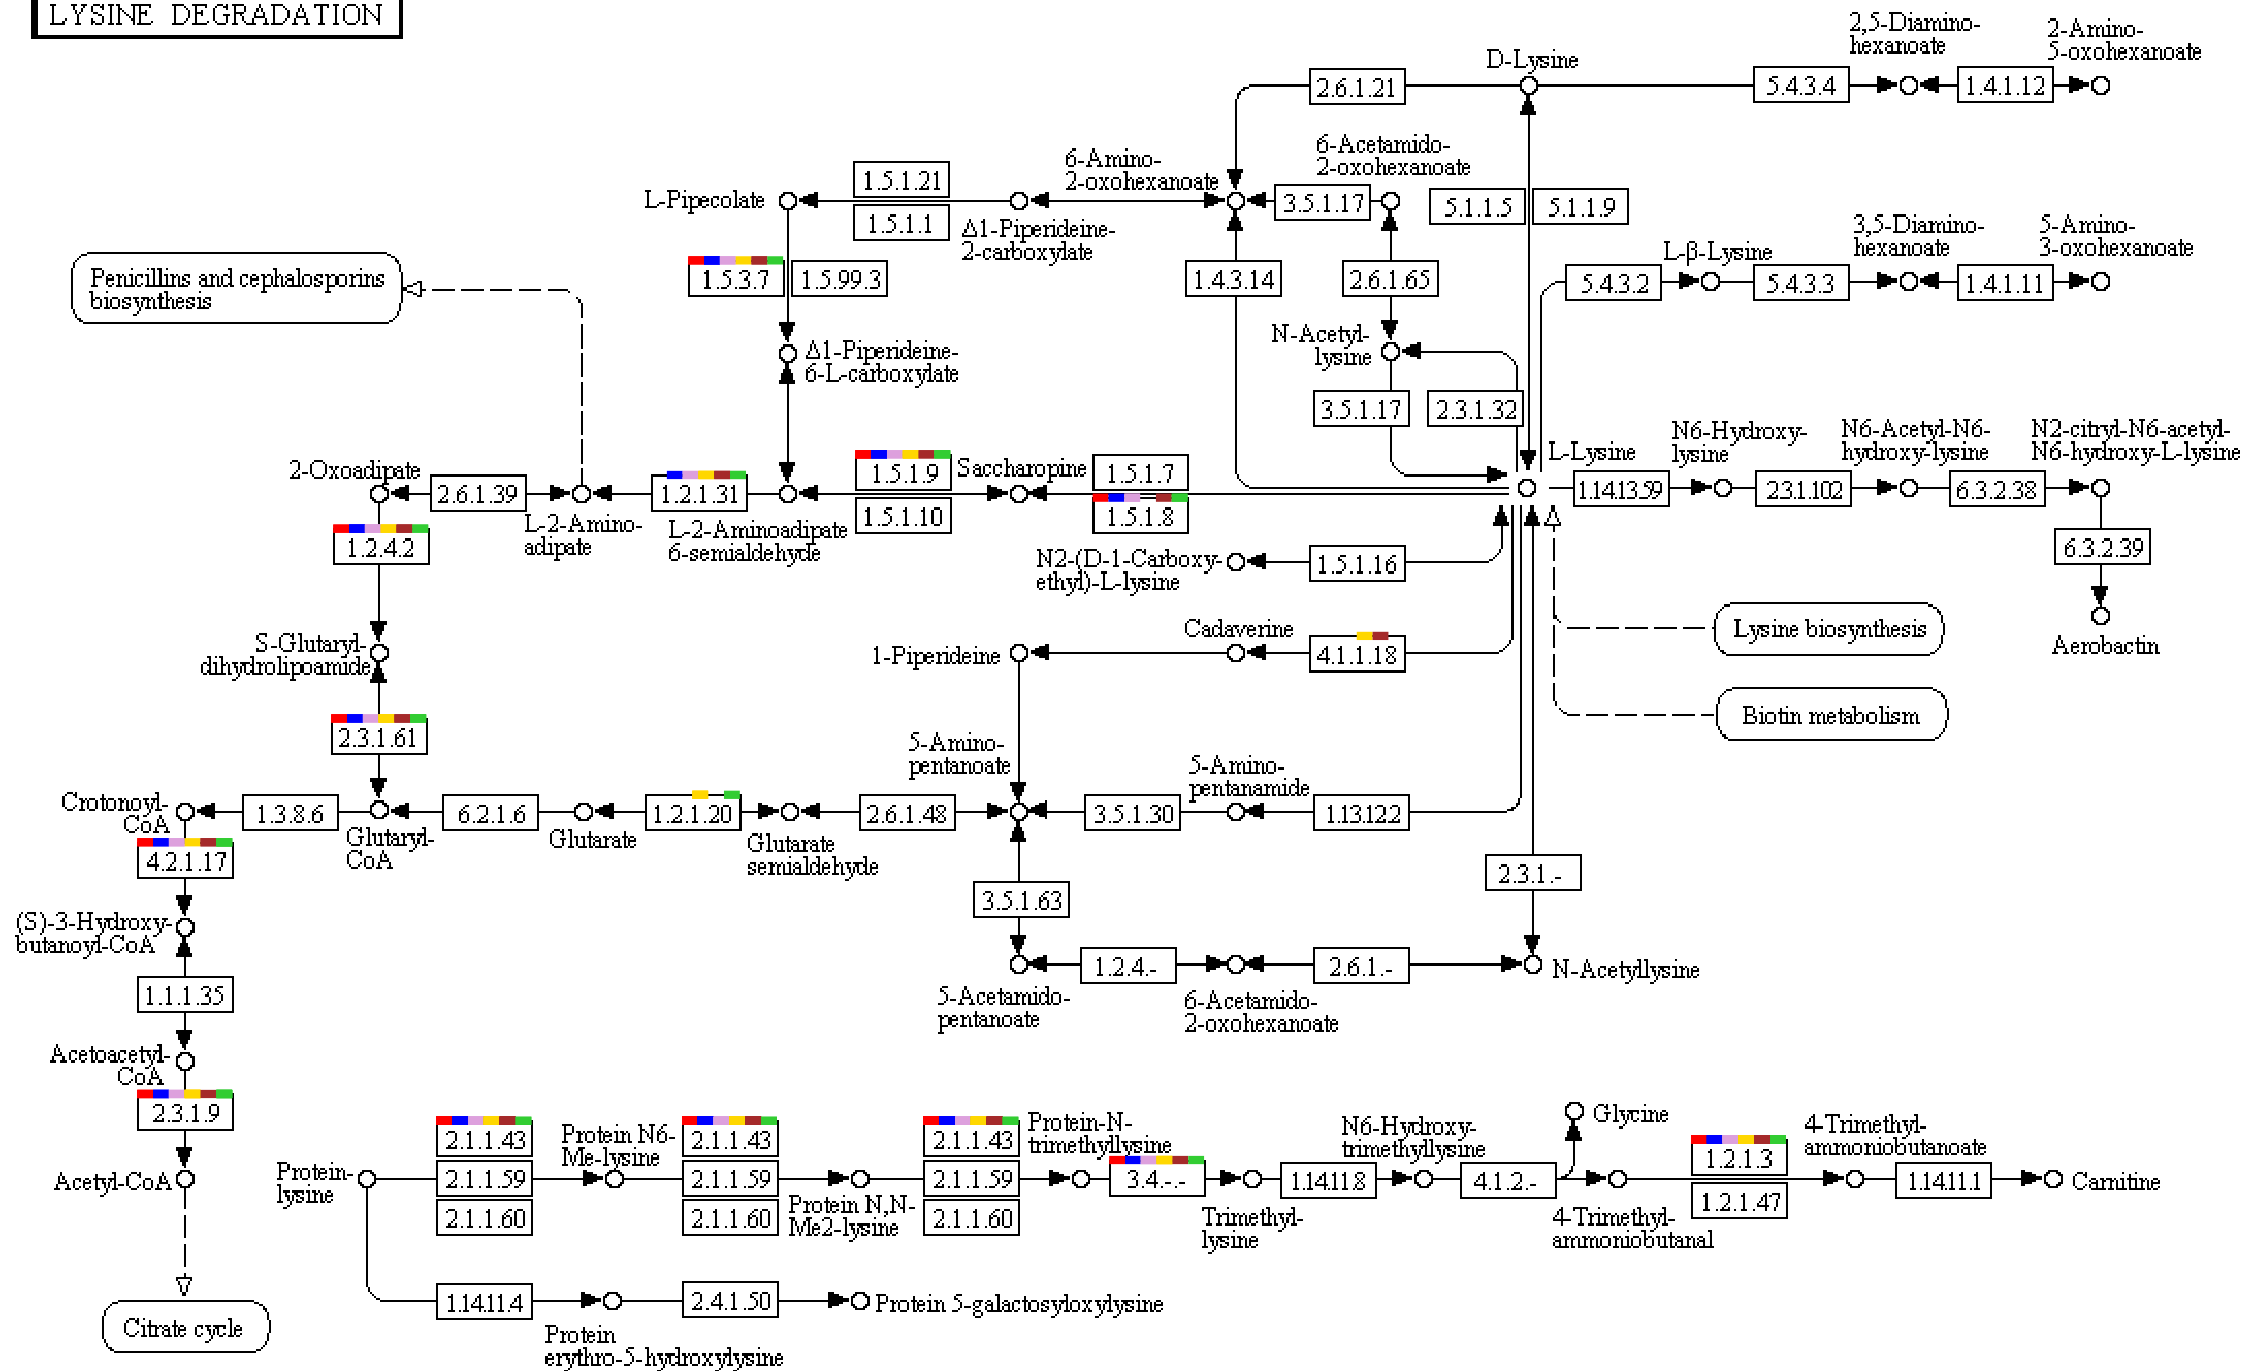 LYSINE DEGRADATION
2,5-Diamino-
hexanoate
2-Amino-
5-oxohexanoate
D-Lysine
2.6.1.21
5.4.3.4
1.4.1.12
6-Amino-
2-oxohexanoate
6-Acetamido-
2-oxohexanoate
1.5.1.21
L-Pipecolate
1.5.1.1
Δ1-Piperideine-
2-carboxylate
3.5.1.17
5.1.1.5
5.1.1.9
3,5-Diamino-
hexanoate
5-Amino-
3-oxohexanoate
L-β-Lysine
Penicillins and cephalosporins
biosynthesis
1.5.3.7
1.5.99.3
1.4.3.14
2.6.1.65
5.4.3.2
5.4.3.3
1.4.1.11
N-Acetyl-
lysine
Δ1-Piperideine-
6-L-carboxylate
3.5.1.17
2.3.1.32
2-Oxoadipate
2.6.1.39
L-2-Amino-
adipate
1.2.1.31
L-2-Aminoadipate
6-semialdehyde
1.5.1.9
1.5.1.10
Saccharopine
1.5.1.7
1.5.1.8
L-Lysine
N6-Hydroxy-
lysine
N6-Acetyl-N6-
hydroxy-lysine
N2-citryl-N6-acetyl-
N6-hydroxy-L-lysine
1.14.13.59
2.3.1.102
6.3.2.38
1.2.4.2
N2-(D-1-Carboxy-
ethyl)-L-lysine
1.5.1.16
6.3.2.39
S-Glutaryl-
dihydrolipoamide
1-Piperideine
Cadaverine
4.1.1.18
Lysine biosynthesis
Aerobactin
2.3.1.61
Biotin metabolism
5-Amino-
pentanoate
5-Amino-
pentanamide
Crotonoyl-
CoA
1.3.8.6
Glutaryl-
CoA
6.2.1.6
Glutarate
1.2.1.20
Glutarate
semialdehyde
2.6.1.48
3.5.1.30
1.13.12.2
4.2.1.17
3.5.1.63
2.3.1.-
(S)-3-Hydroxy-
butanoyl-CoA
1.2.4.-
2.6.1.-
N-Acetyllysine
5-Acetamido-
pentanoate
6-Acetamido-
2-oxohexanoate
1.1.1.35
Acetoacetyl-
CoA
2.3.1.9
Acetyl-CoA
Citrate cycle
Protein-
lysine
2.1.1.43
2.1.1.59
2.1.1.60
Protein N6-
Me-lysine
2.1.1.43
2.1.1.59
2.1.1.60
Protein N,N-
Me2-lysine
2.1.1.43
2.1.1.59
2.1.1.60
Protein-N-
trimethyllysine
3.4.-.-
Trimethyl-
lysine
1.14.11.8
N6-Hydroxy-
trimethyllysine
4.1.2.-
Glycine
4-Trimethyl-
ammoniobutanal
1.2.1.3
1.2.1.47
4-Trimethyl-
ammoniobutanoate
1.14.11.1
Carnitine
1.14.11.4
Protein
erythro-5-hydroxylysine
2.4.1.50
Protein 5-galactosyloxylysine